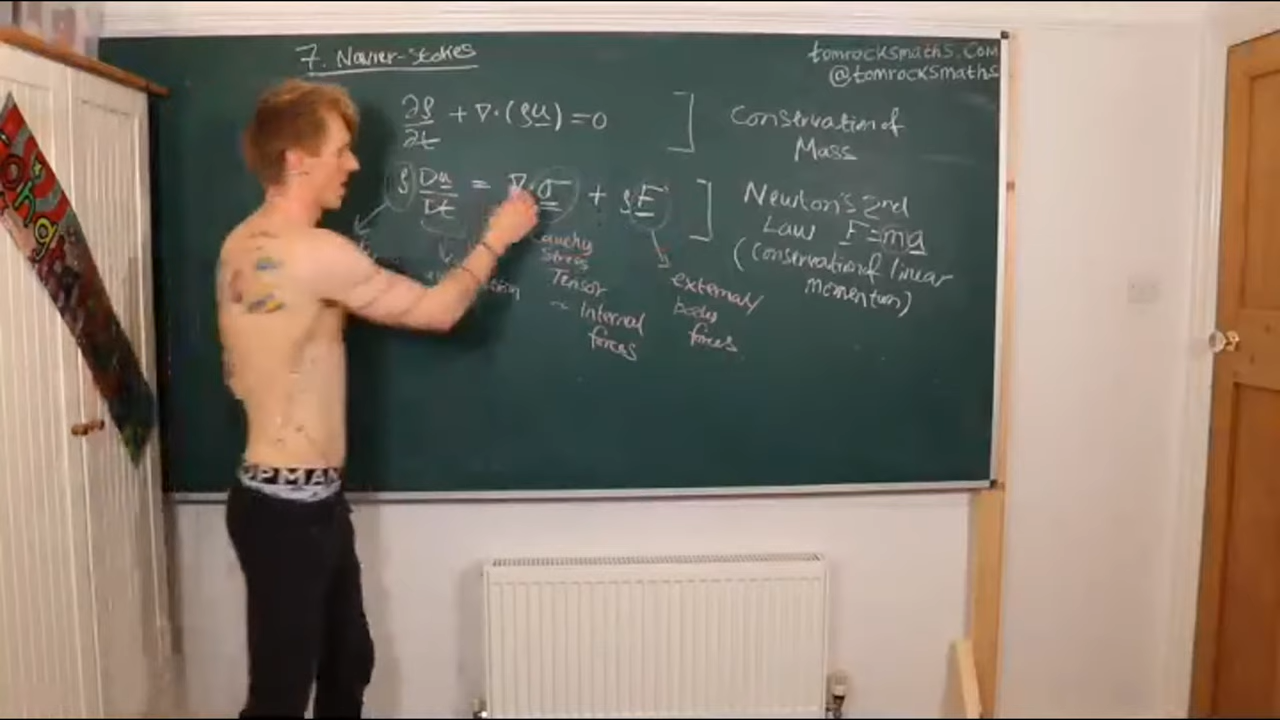 7. Navier-Stokes
tomrocksmaths.com
@tomrocksmaths
∂ρ/∂t + ∇·(ρu) = 0 ]
Conservation of
Mass
ρ Du/Dt = ∇·σ + ρF ]
Newton's 2nd
Law F=ma
(Conservation of linear
momentum)
Stress
Tensor
~ internal
forces
external
body
forces
OPMAN